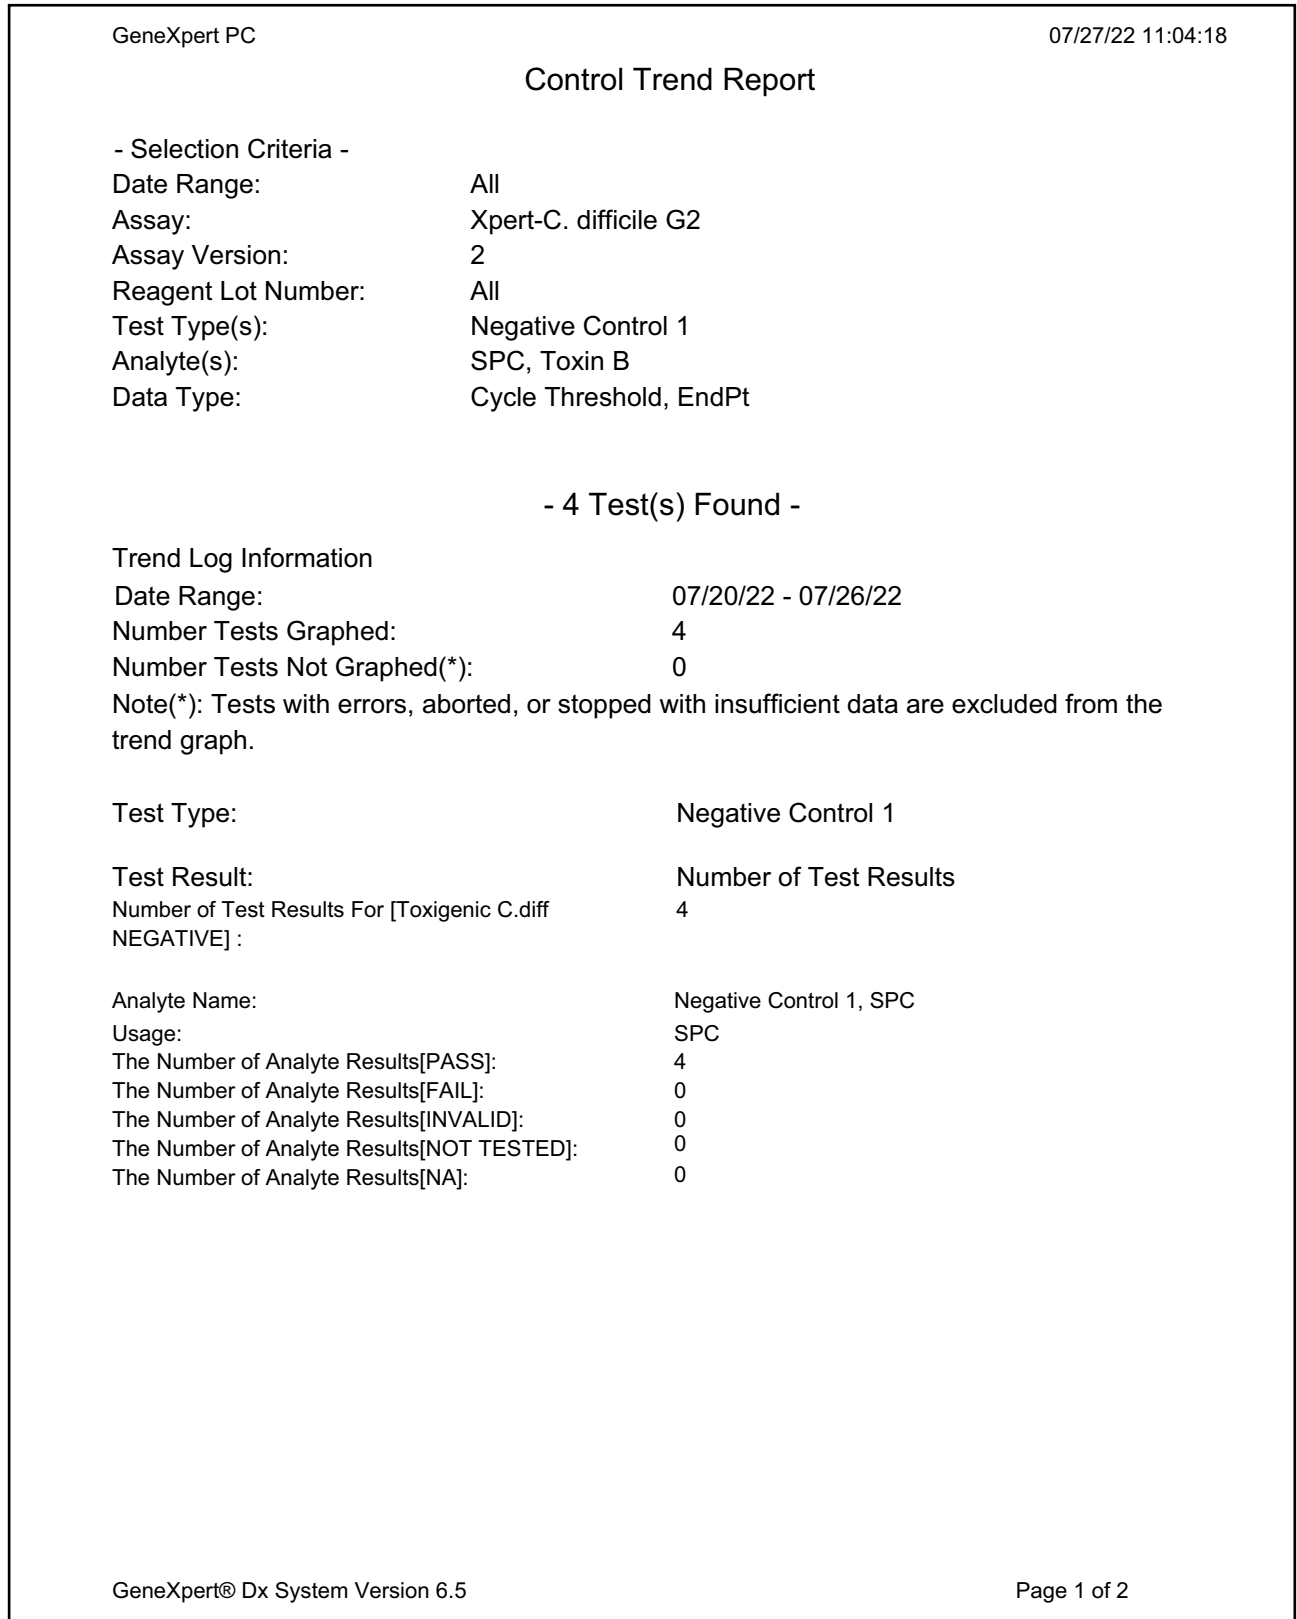 GeneXpert PC 07/27/22 11:04:18
Control Trend Report
- Selection Criteria -
Date Range: All
Assay: Xpert-C. difficile G2
Assay Version: 2
Reagent Lot Number: All
Test Type(s): Negative Control 1
Analyte(s): SPC, Toxin B
Data Type: Cycle Threshold, EndPt
- 4 Test(s) Found -
Trend Log Information
Date Range: 07/20/22 - 07/26/22
Number Tests Graphed: 4
Number Tests Not Graphed(*): 0
Note(*): Tests with errors, aborted, or stopped with insufficient data are excluded from the
trend graph.
Test Type: Negative Control 1
Test Result: Number of Test Results
Number of Test Results For [Toxigenic C.diff 4
NEGATIVE] :
Analyte Name: Negative Control 1, SPC
Usage: SPC
The Number of Analyte Results[PASS]: 4
The Number of Analyte Results[FAIL]: 0
The Number of Analyte Results[INVALID]: 0
The Number of Analyte Results[NOT TESTED]: 0
The Number of Analyte Results[NA]: 0
GeneXpert® Dx System Version 6.5 Page 1 of 2